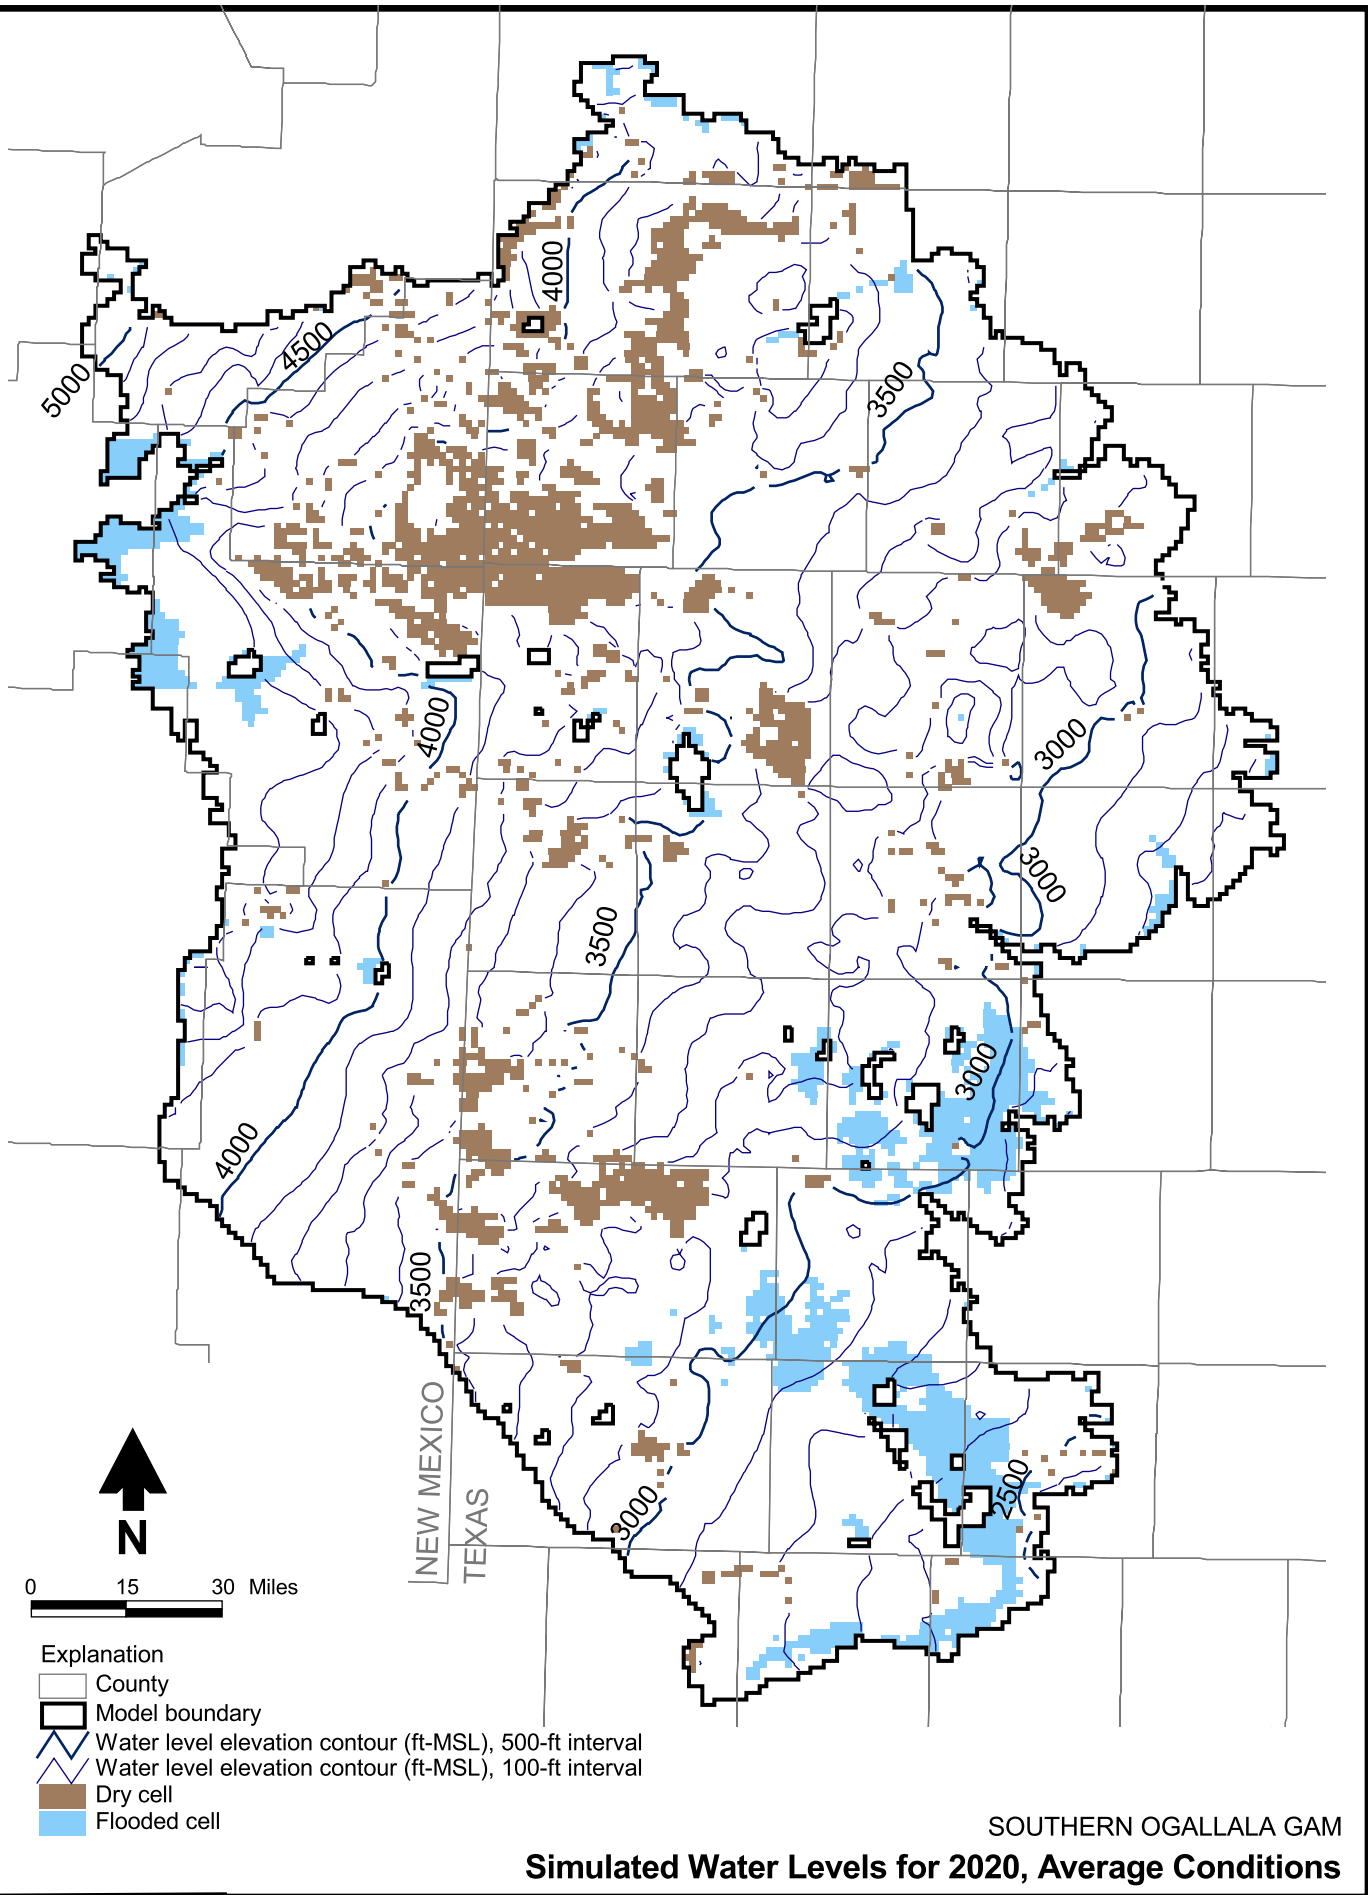 4000
4500
5000
3500
4000
3000
3000
3500
3000
4000
3500
2500
3000
NEW MEXICO
TEXAS
N
0 15 30 Miles
Explanation
County
Model boundary
Water level elevation contour (ft-MSL), 500-ft interval
Water level elevation contour (ft-MSL), 100-ft interval
Dry cell
Flooded cell
SOUTHERN OGALLALA GAM
Simulated Water Levels for 2020, Average Conditions